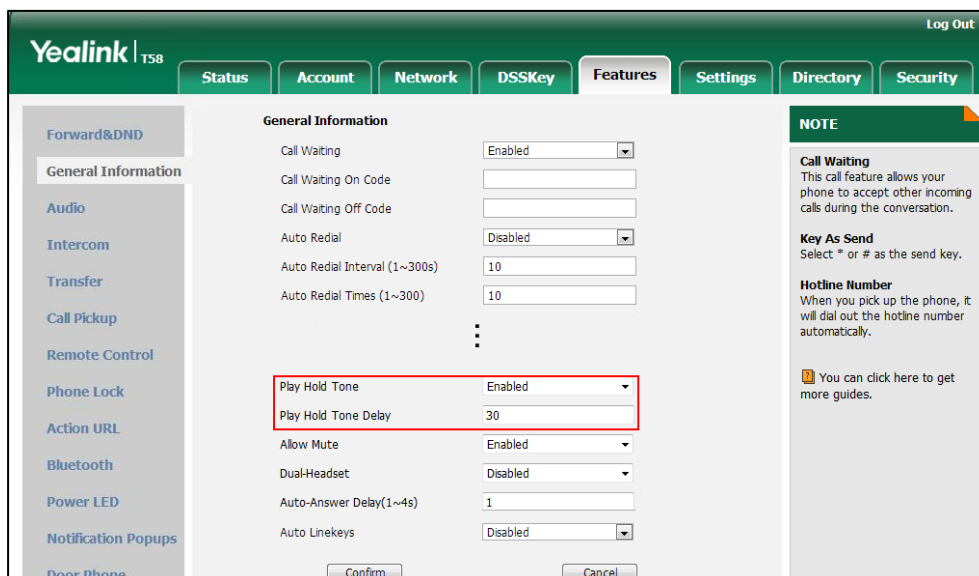 Log Out
Yealink | T58
Status Account Network DSSKey Features Settings Directory Security
Forward&DND
General Information
Audio
Intercom
Transfer
Call Pickup
Remote Control
Phone Lock
Action URL
Bluetooth
Power LED
Notification Popups
Door Phone
General Information
Call Waiting Enabled
Call Waiting On Code
Call Waiting Off Code
Auto Redial Disabled
Auto Redial Interval (1~300s) 10
Auto Redial Times (1~300) 10
Play Hold Tone Enabled
Play Hold Tone Delay 30
Allow Mute Enabled
Dual-Headset Disabled
Auto-Answer Delay(1~4s) 1
Auto Linekeys Disabled
Confirm Cancel
NOTE
Call Waiting
This call feature allows your
phone to accept other incoming
calls during the conversation.
Key As Send
Select * or # as the send key.
Hotline Number
When you pick up the phone, it
will dial out the hotline number
automatically.
You can click here to get
more guides.